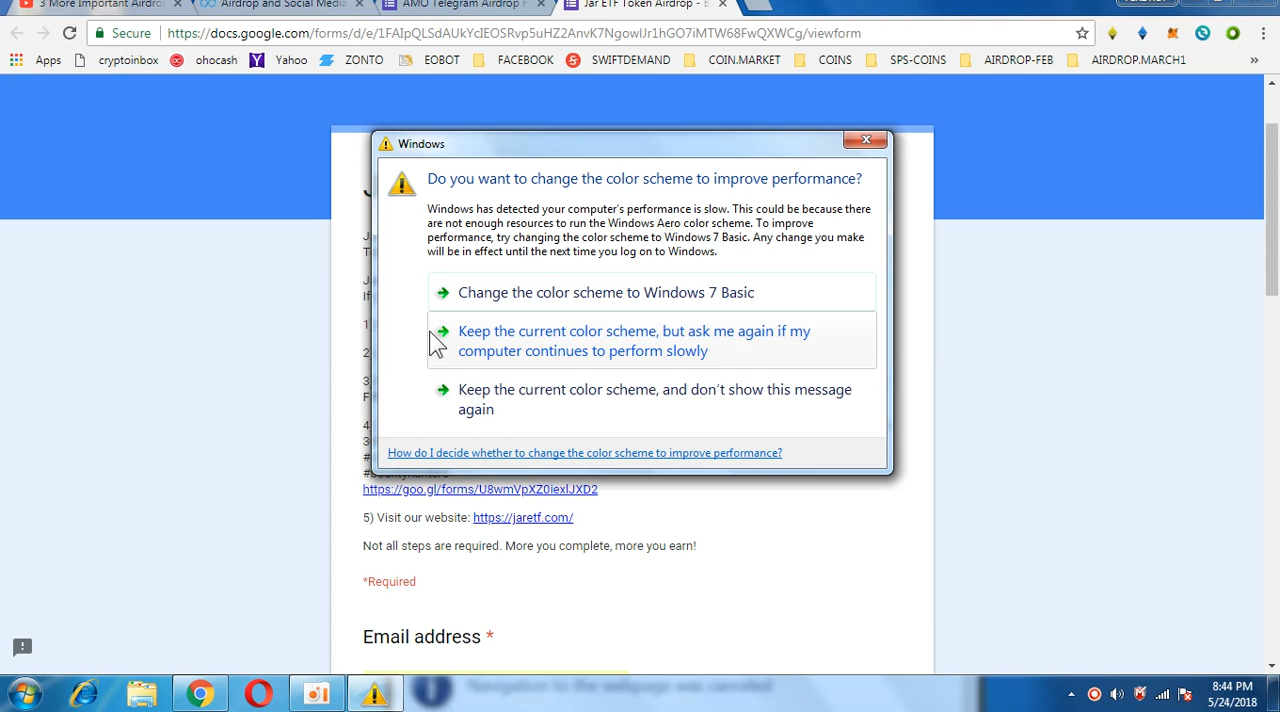 3 More Important Airdrop
Airdrop and Social Media
AMO Telegram Airdrop F
Jar ETF Token Airdrop - B
Secure
https://docs.google.com/forms/d/e/1FAIpQLSdAUkYcIEOSRvp5uHZ2AnvK7NgowIJr1hGO7iMTW68FwQXWCg/viewform
Apps
cryptoinbox
ohocash
Yahoo
ZONTO
EOBOT
FACEBOOK
SWIFTDEMAND
COIN.MARKET
COINS
SPS-COINS
AIRDROP-FEB
AIRDROP.MARCH1
»
Windows
Do you want to change the color scheme to improve performance?
Windows has detected your computer's performance is slow. This could be because there
are not enough resources to run the Windows Aero color scheme. To improve
performance, try changing the color scheme to Windows 7 Basic. Any change you make
will be in effect until the next time you log on to Windows.
Change the color scheme to Windows 7 Basic
Keep the current color scheme, but ask me again if my
computer continues to perform slowly
Keep the current color scheme, and don't show this message
again
How do I decide whether to change the color scheme to improve performance?
https://goo.gl/forms/U8wmVpXZ0iexlJXD2
5) Visit our website: https://jaretf.com/
Not all steps are required. More you complete, more you earn!
*Required
Email address *
Navigation to the webpage was canceled
8:44 PM
5/24/2018